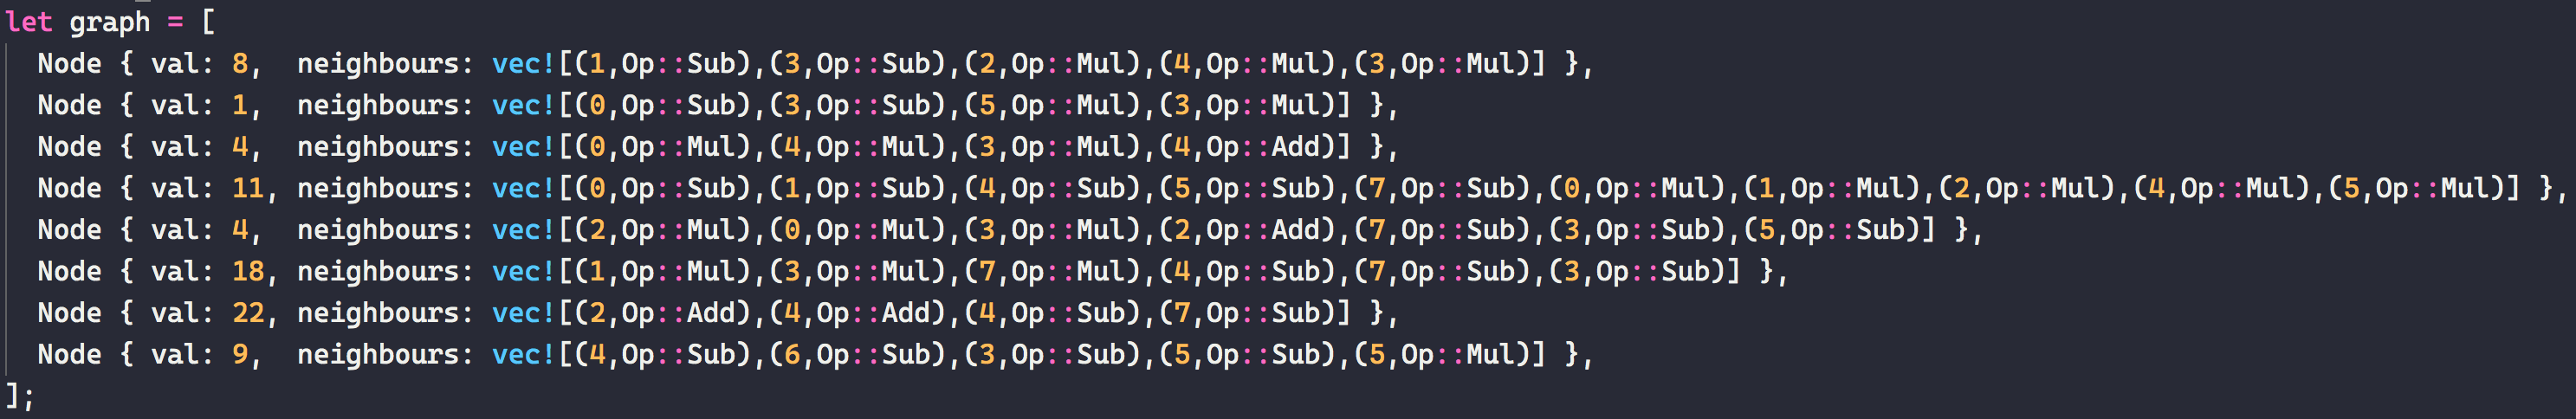 let graph = [
  Node { val: 8,  neighbours: vec![(1,Op::Sub),(3,Op::Sub),(2,Op::Mul),(4,Op::Mul),(3,Op::Mul)] },
  Node { val: 1,  neighbours: vec![(0,Op::Sub),(3,Op::Sub),(5,Op::Mul),(3,Op::Mul)] },
  Node { val: 4,  neighbours: vec![(0,Op::Mul),(4,Op::Mul),(3,Op::Mul),(4,Op::Add)] },
  Node { val: 11, neighbours: vec![(0,Op::Sub),(1,Op::Sub),(4,Op::Sub),(5,Op::Sub),(7,Op::Sub),(0,Op::Mul),(1,Op::Mul),(2,Op::Mul),(4,Op::Mul),(5,Op::Mul)] },
  Node { val: 4,  neighbours: vec![(2,Op::Mul),(0,Op::Mul),(3,Op::Mul),(2,Op::Add),(7,Op::Sub),(3,Op::Sub),(5,Op::Sub)] },
  Node { val: 18, neighbours: vec![(1,Op::Mul),(3,Op::Mul),(7,Op::Mul),(4,Op::Sub),(7,Op::Sub),(3,Op::Sub)] },
  Node { val: 22, neighbours: vec![(2,Op::Add),(4,Op::Add),(4,Op::Sub),(7,Op::Sub)] },
  Node { val: 9,  neighbours: vec![(4,Op::Sub),(6,Op::Sub),(3,Op::Sub),(5,Op::Sub),(5,Op::Mul)] },
];